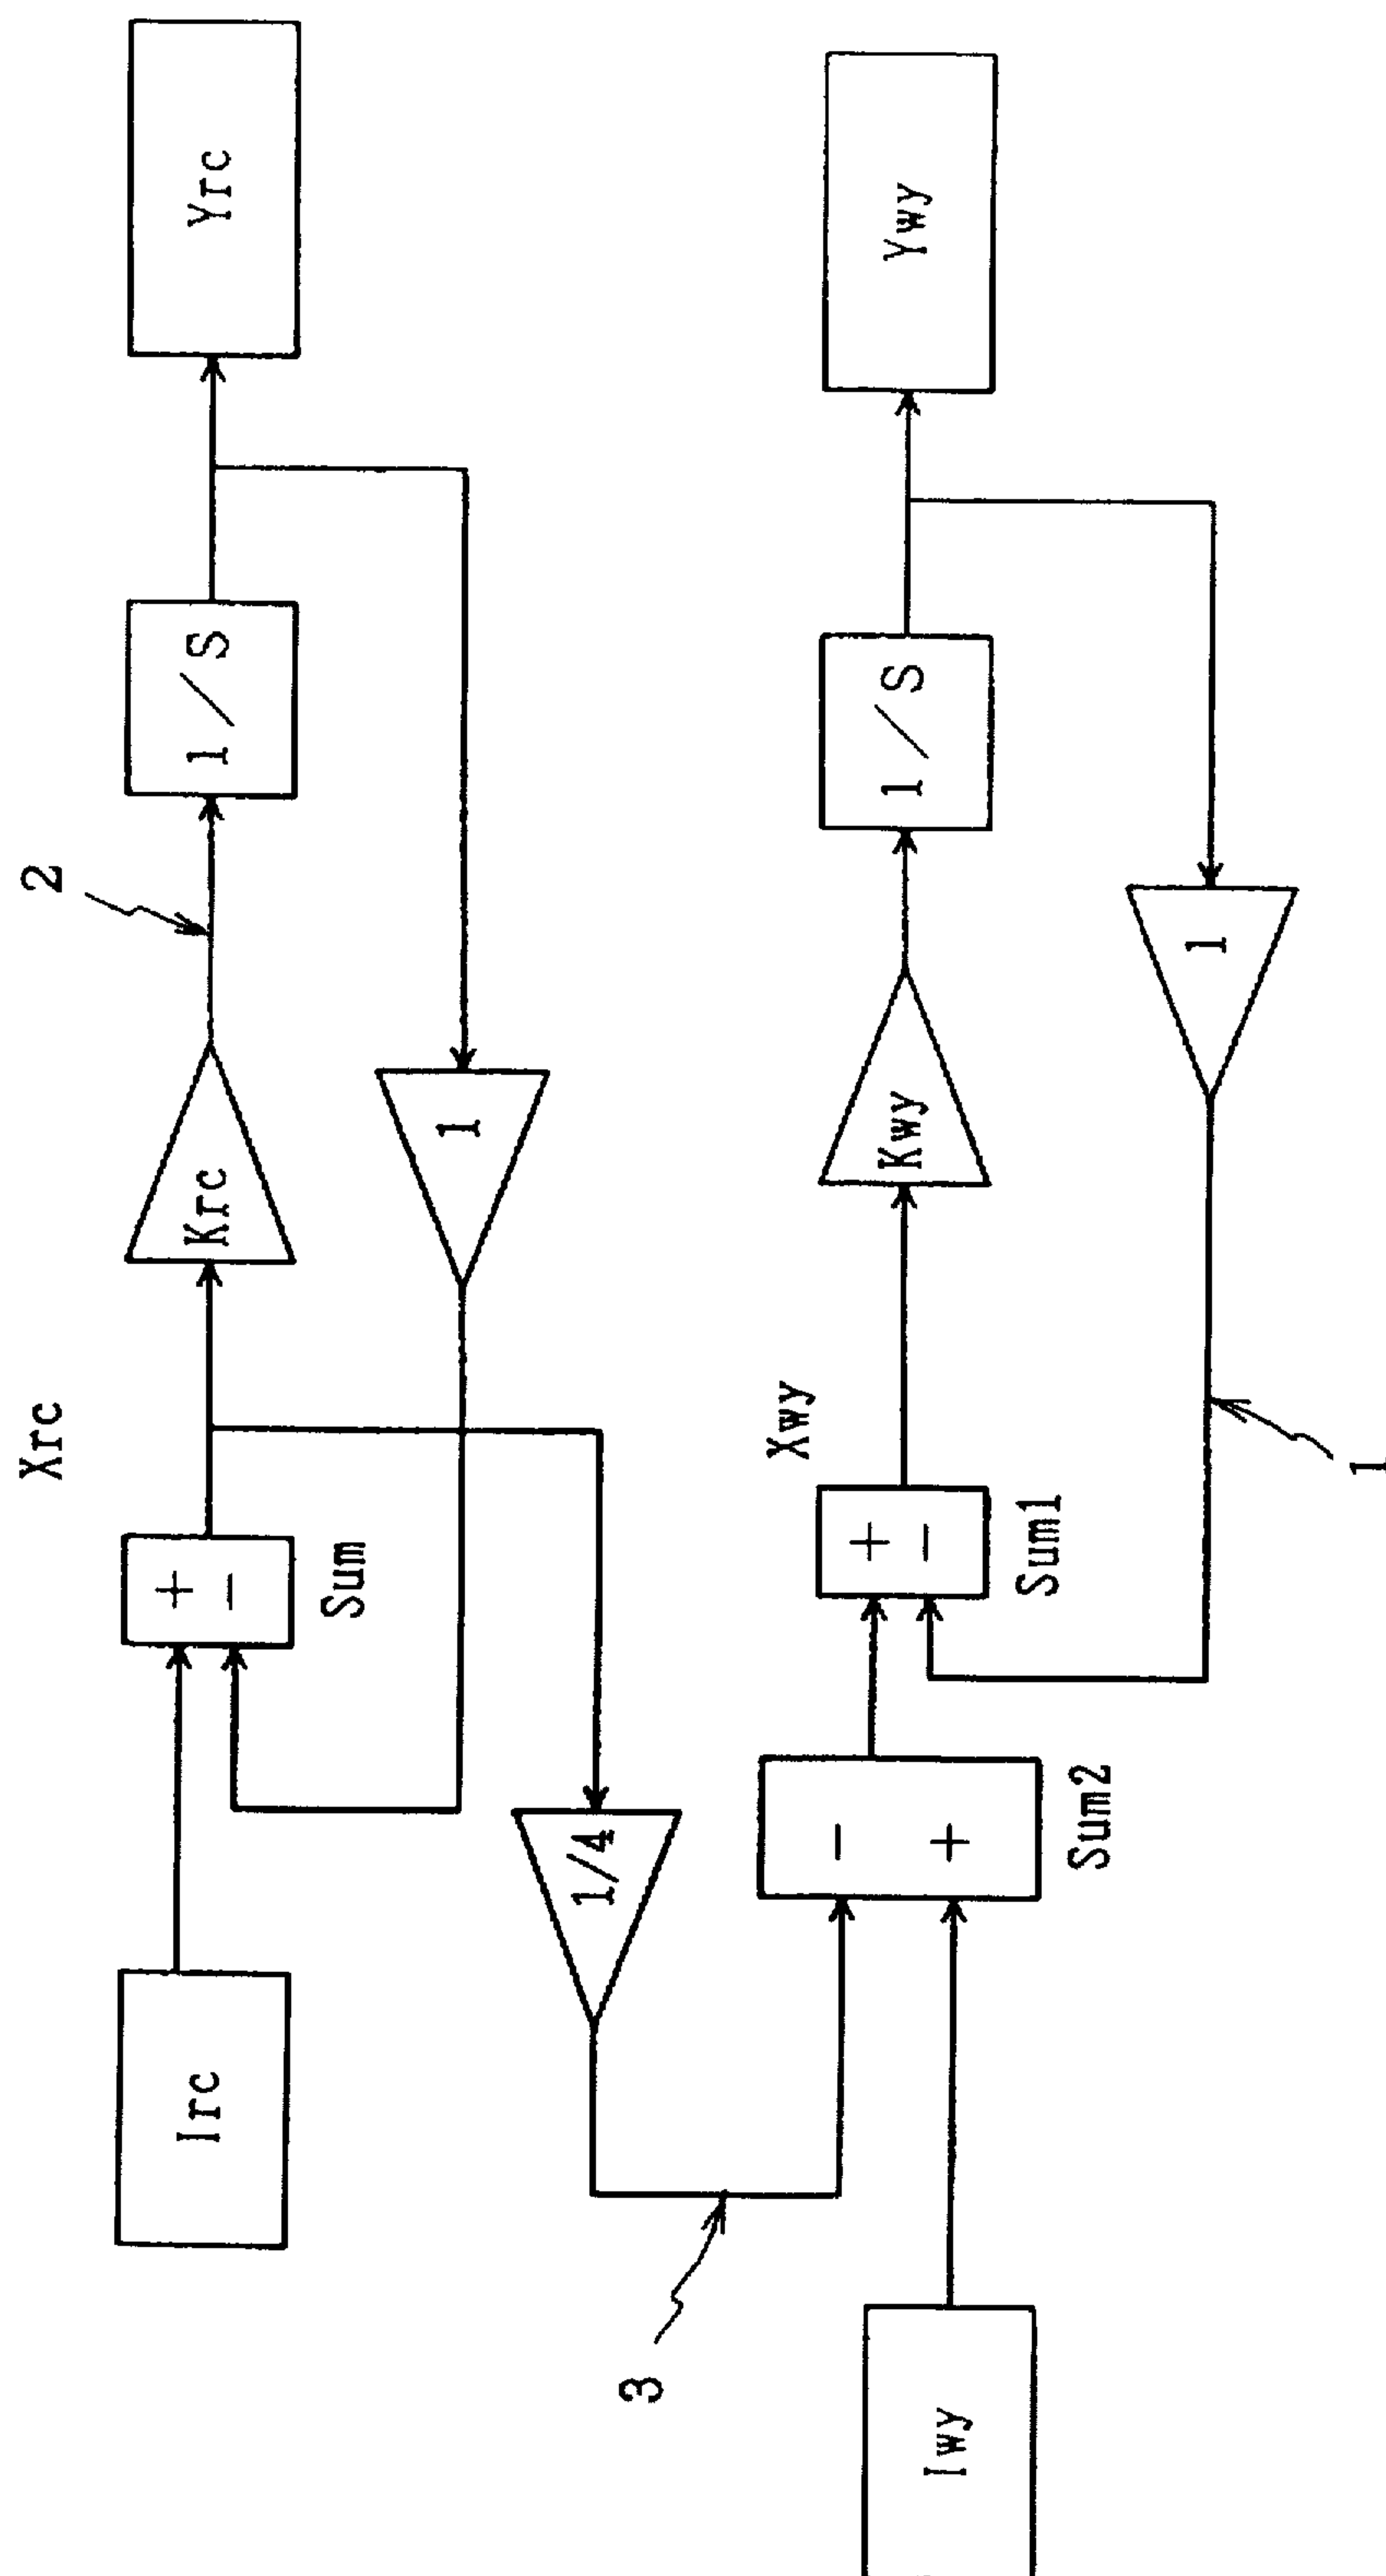 2
Xrc
Irc
+
−
Sum
Krc
1/S
Yrc
1
1/4
3
Xwy
Iwy
−
+
Sum2
+
−
Sum1
Kwy
1/S
Ywy
1
1